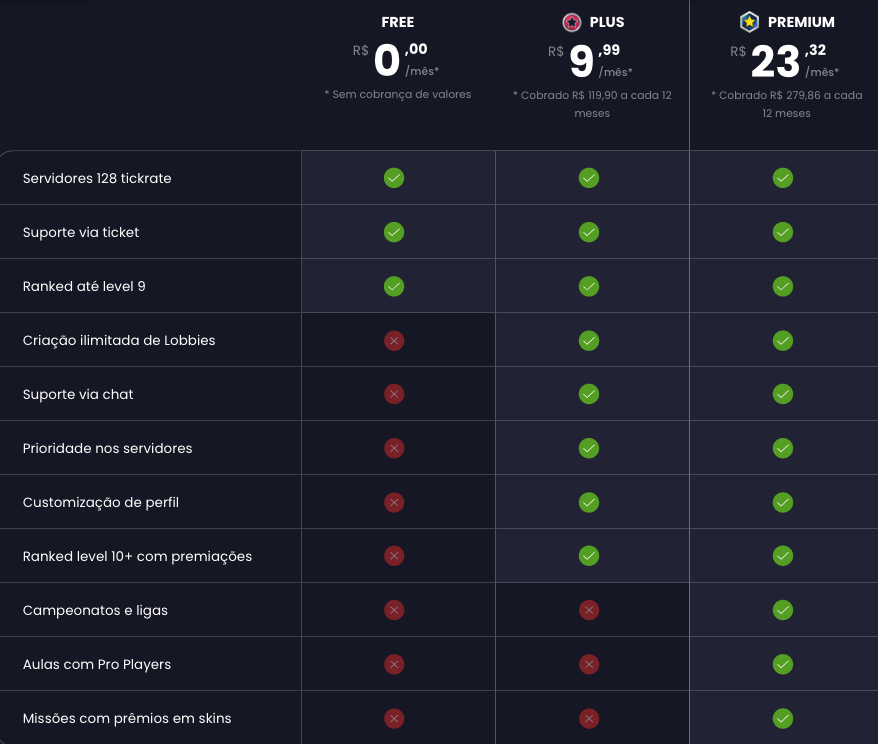 FREE
R$ 0,00 /mês*
* Sem cobrança de valores
PLUS
R$ 9,99 /mês*
* Cobrado R$ 119,90 a cada 12
meses
PREMIUM
R$ 23,32 /mês*
* Cobrado R$ 279,86 a cada
12 meses
Servidores 128 tickrate
Suporte via ticket
Ranked até level 9
Criação ilimitada de Lobbies
Suporte via chat
Prioridade nos servidores
Customização de perfil
Ranked level 10+ com premiações
Campeonatos e ligas
Aulas com Pro Players
Missões com prêmios em skins